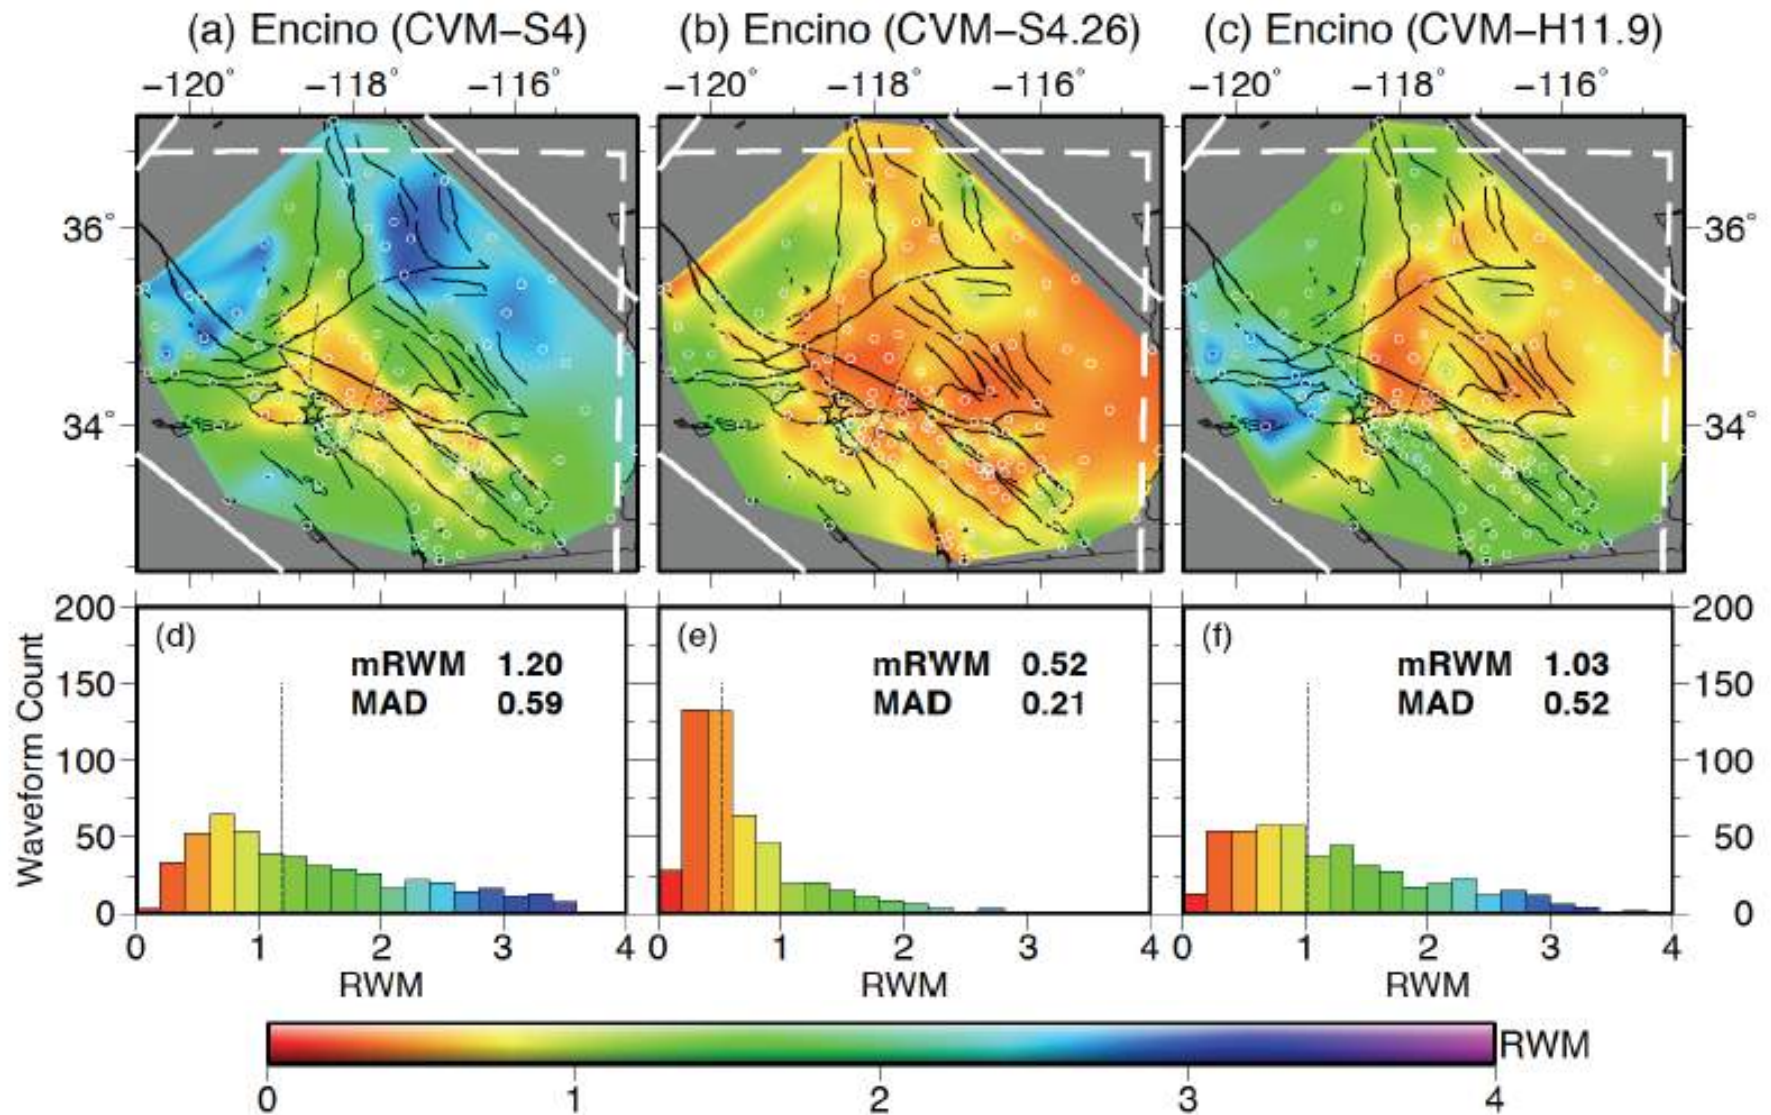 (a) Encino (CVM−S4) (b) Encino (CVM−S4.26) (c) Encino (CVM−H11.9)
−120° −118° −116° −120° −118° −116° −120° −118° −116°
36° 36°
34° 34°
200 (d) (e) (f) 200
mRWM 1.20 mRWM 0.52 mRWM 1.03
150 MAD 0.59 MAD 0.21 MAD 0.52 150
Waveform Count
100 100
50 50
0 0
0 1 2 3 4 0 1 2 3 4 0 1 2 3 4
RWM RWM RWM
RWM
0 1 2 3 4